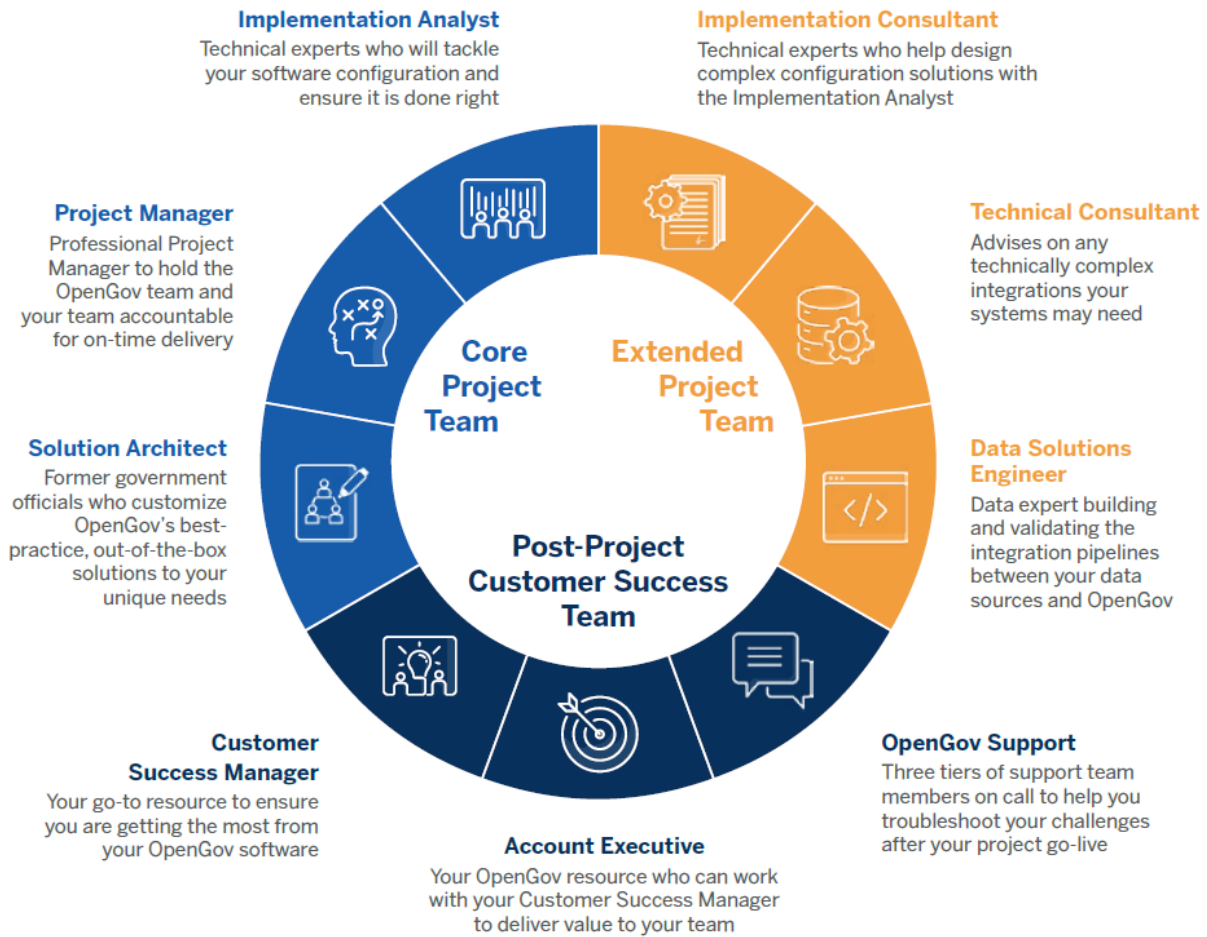 Implementation Analyst
Technical experts who will tackle
your software configuration and
ensure it is done right
Implementation Consultant
Technical experts who help design
complex configuration solutions with
the Implementation Analyst
Project Manager
Professional Project
Manager to hold the
OpenGov team and
your team accountable
for on-time delivery
Technical Consultant
Advises on any
technically complex
integrations your
systems may need
Core
Project
Team
Extended
Project
Team
Solution Architect
Former government
officials who customize
OpenGov's best-
practice, out-of-the-box
solutions to your
unique needs
Data Solutions
Engineer
Data expert building
and validating the
integration pipelines
between your data
sources and OpenGov
</>
Post-Project
Customer Success
Team
Customer
Success Manager
Your go-to resource to ensure
you are getting the most from
your OpenGov software
Account Executive
Your OpenGov resource who can work
with your Customer Success Manager
to deliver value to your team
OpenGov Support
Three tiers of support team
members on call to help you
troubleshoot your challenges
after your project go-live